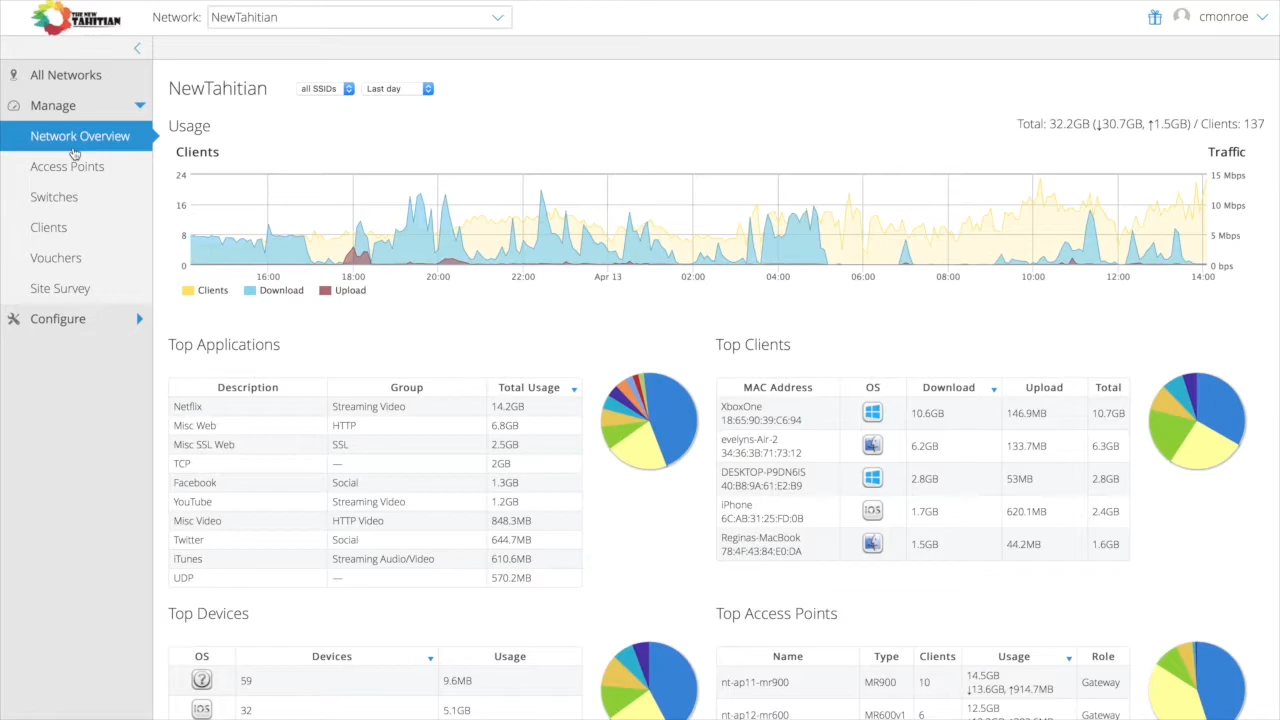 THE NEW
TAHITIAN
Network: NewTahitian
cmonroe
All Networks
Manage
Network Overview
Access Points
Switches
Clients
Vouchers
Site Survey
Configure
NewTahitian all SSIDs Last day
Usage
Total: 32.2GB (↓30.7GB, ↑1.5GB) / Clients: 137
Clients
Traffic
24
16
8
0
15 Mbps
10 Mbps
5 Mbps
0 bps
16:00 18:00 20:00 22:00 Apr 13 02:00 04:00 06:00 08:00 10:00 12:00 14:00
Clients Download Upload
Top Applications
Description Group Total Usage
Netflix Streaming Video 14.2GB
Misc Web HTTP 6.8GB
Misc SSL Web SSL 2.5GB
TCP — 2GB
Facebook Social 1.3GB
YouTube Streaming Video 1.2GB
Misc Video HTTP Video 848.3MB
Twitter Social 644.7MB
iTunes Streaming Audio/Video 610.6MB
UDP — 570.2MB
Top Clients
MAC Address OS Download Upload Total
XboxOne
18:65:90:39:C6:94 10.6GB 146.9MB 10.7GB
evelyns-Air-2
34:36:3B:71:73:12 6.2GB 133.7MB 6.3GB
DESKTOP-P9DN6IS
40:B8:9A:61:E2:B9 2.8GB 53MB 2.8GB
iPhone
6C:AB:31:25:FD:0B iOS 1.7GB 620.1MB 2.4GB
Reginas-MacBook
78:4F:43:84:E0:DA 1.5GB 44.2MB 1.6GB
Top Devices
OS Devices Usage
? 59 9.6MB
iOS 32 5.1GB
Top Access Points
Name Type Clients Usage Role
nt-ap11-mr900 MR900 10 14.5GB Gateway
↓13.6GB, ↑914.7MB
nt-ap12-mr600 MR600v1 6 12.5GB Gateway